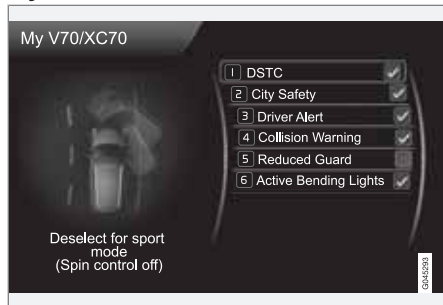 My V70/XC70
1 DSTC
2 City Safety
3 Driver Alert
4 Collision Warning
5 Reduced Guard
6 Active Bending Lights
Deselect for sport
mode
(Spin control off)
G045293